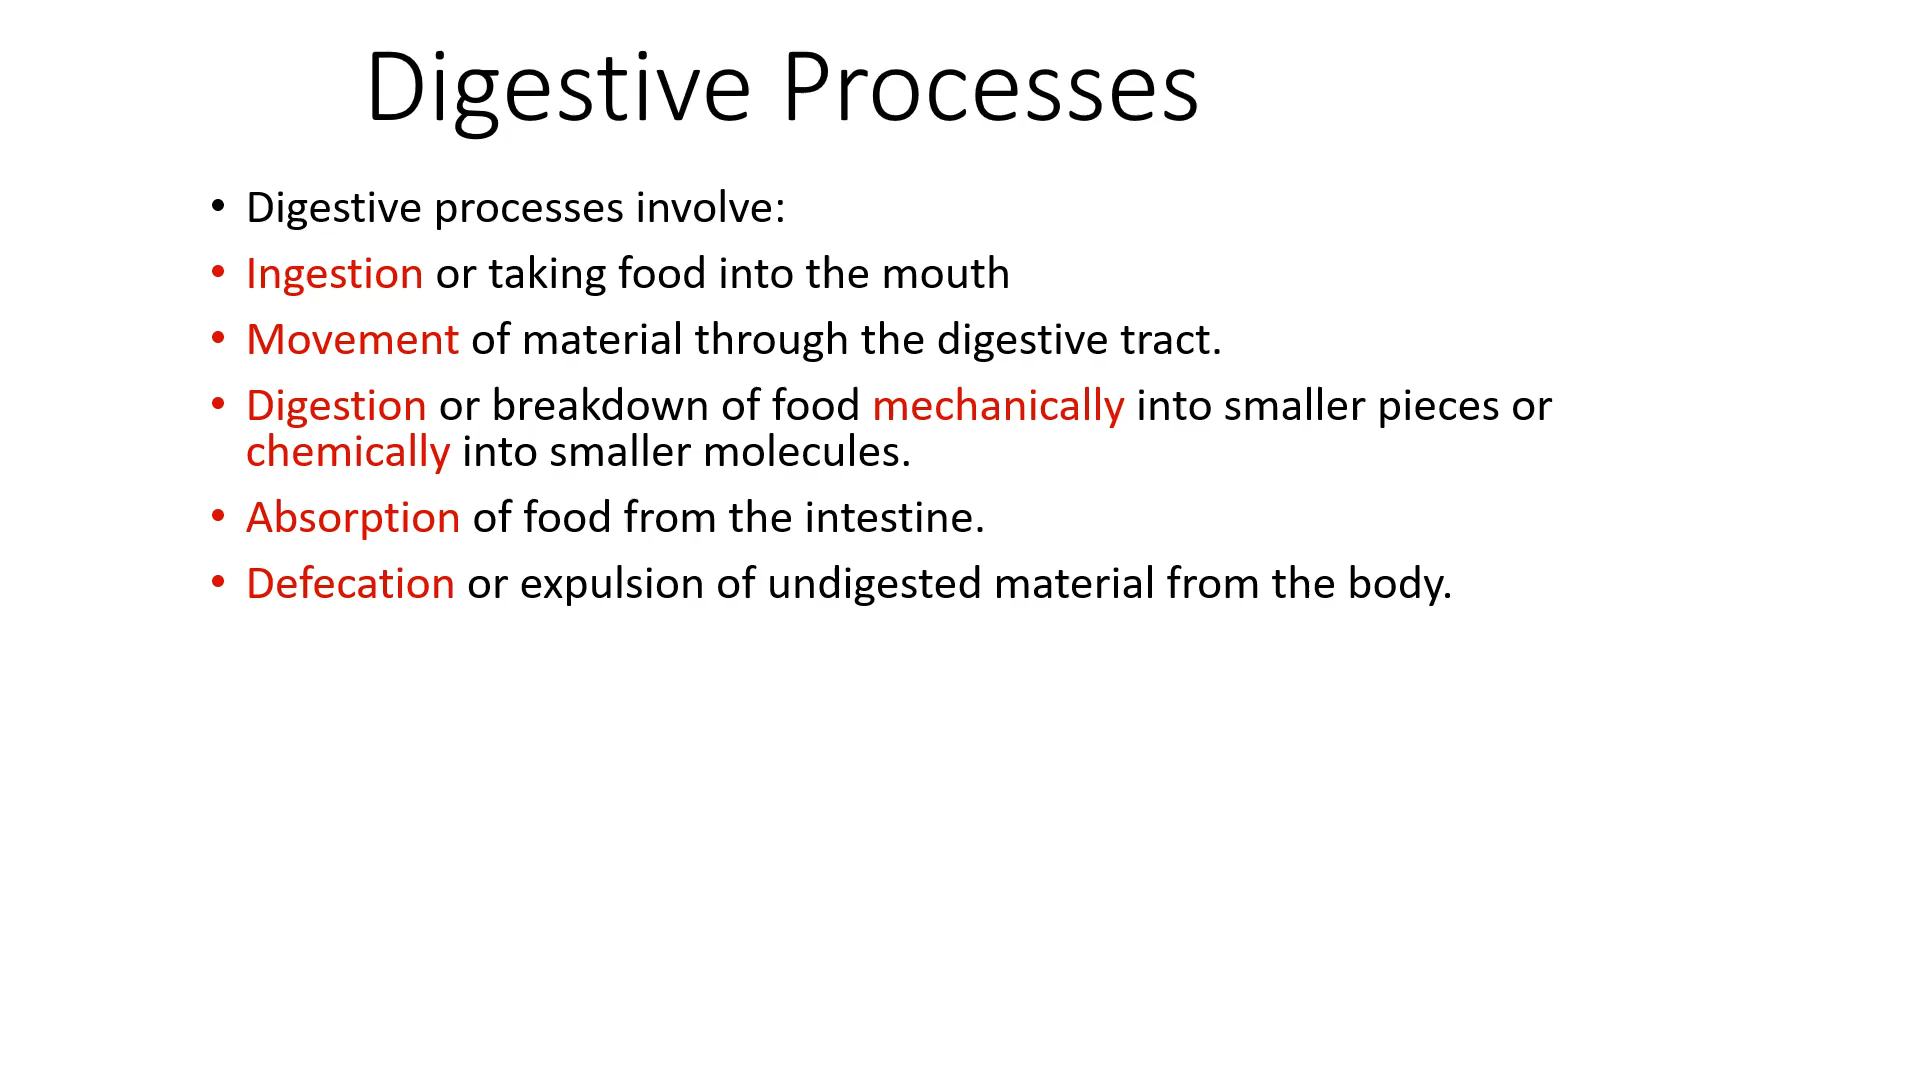 Digestive Processes
• Digestive processes involve:
• Ingestion or taking food into the mouth
• Movement of material through the digestive tract.
• Digestion or breakdown of food mechanically into smaller pieces or
chemically into smaller molecules.
• Absorption of food from the intestine.
• Defecation or expulsion of undigested material from the body.